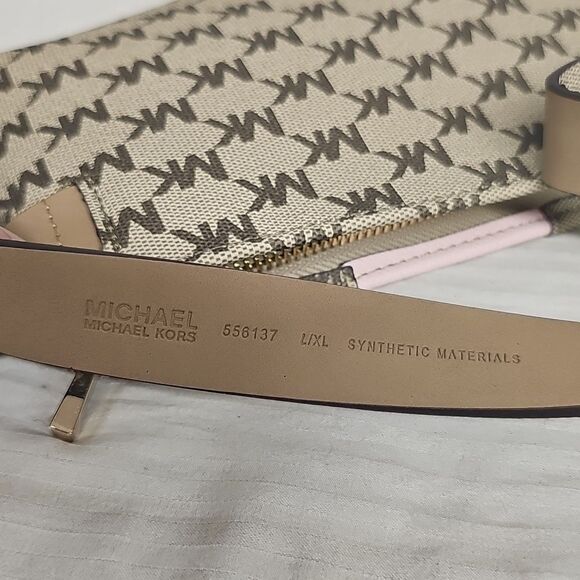 MICHAEL
MICHAEL KORS 556137 L/XL SYNTHETIC MATERIALS